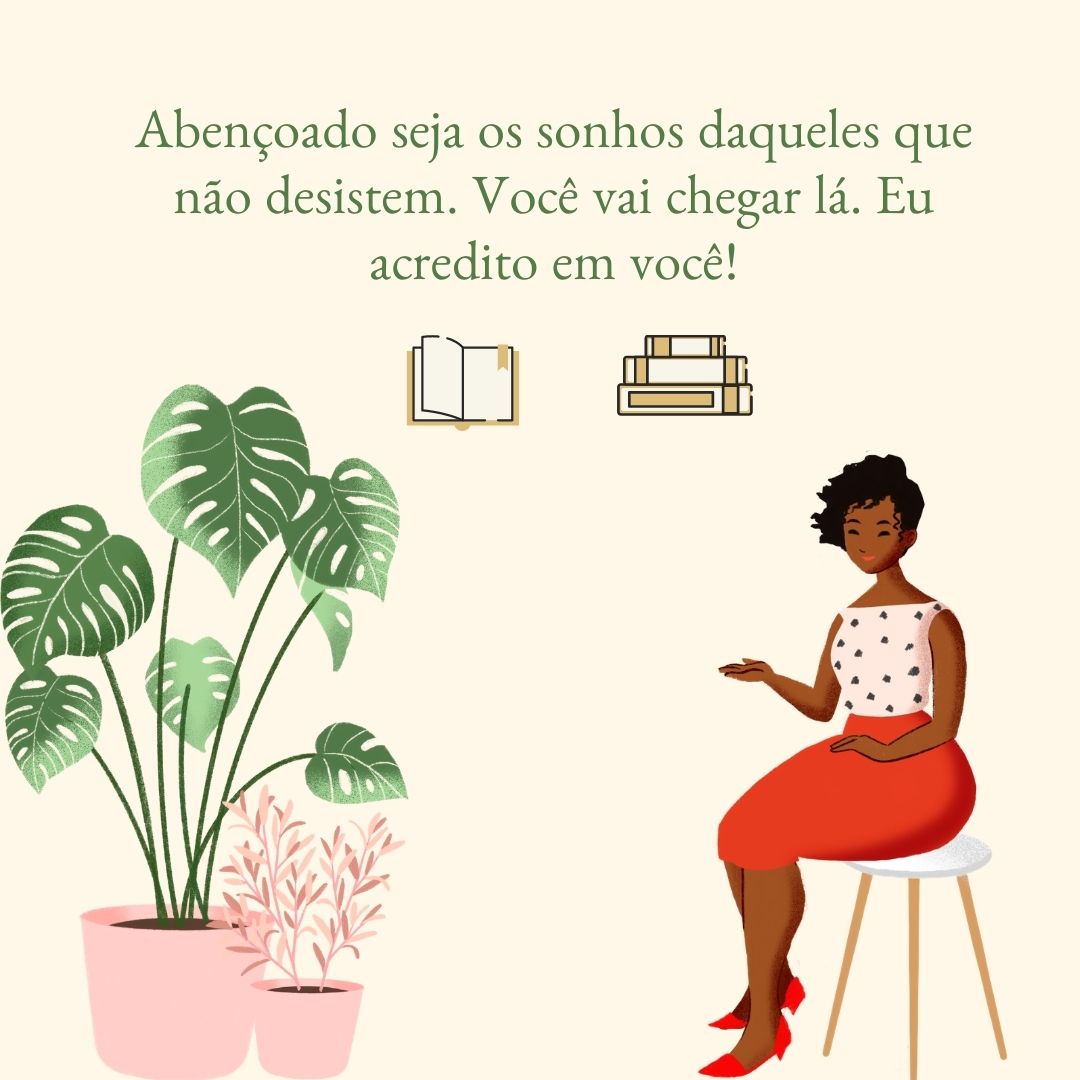 Abençoado seja os sonhos daqueles que
não desistem. Você vai chegar lá. Eu
acredito em você!